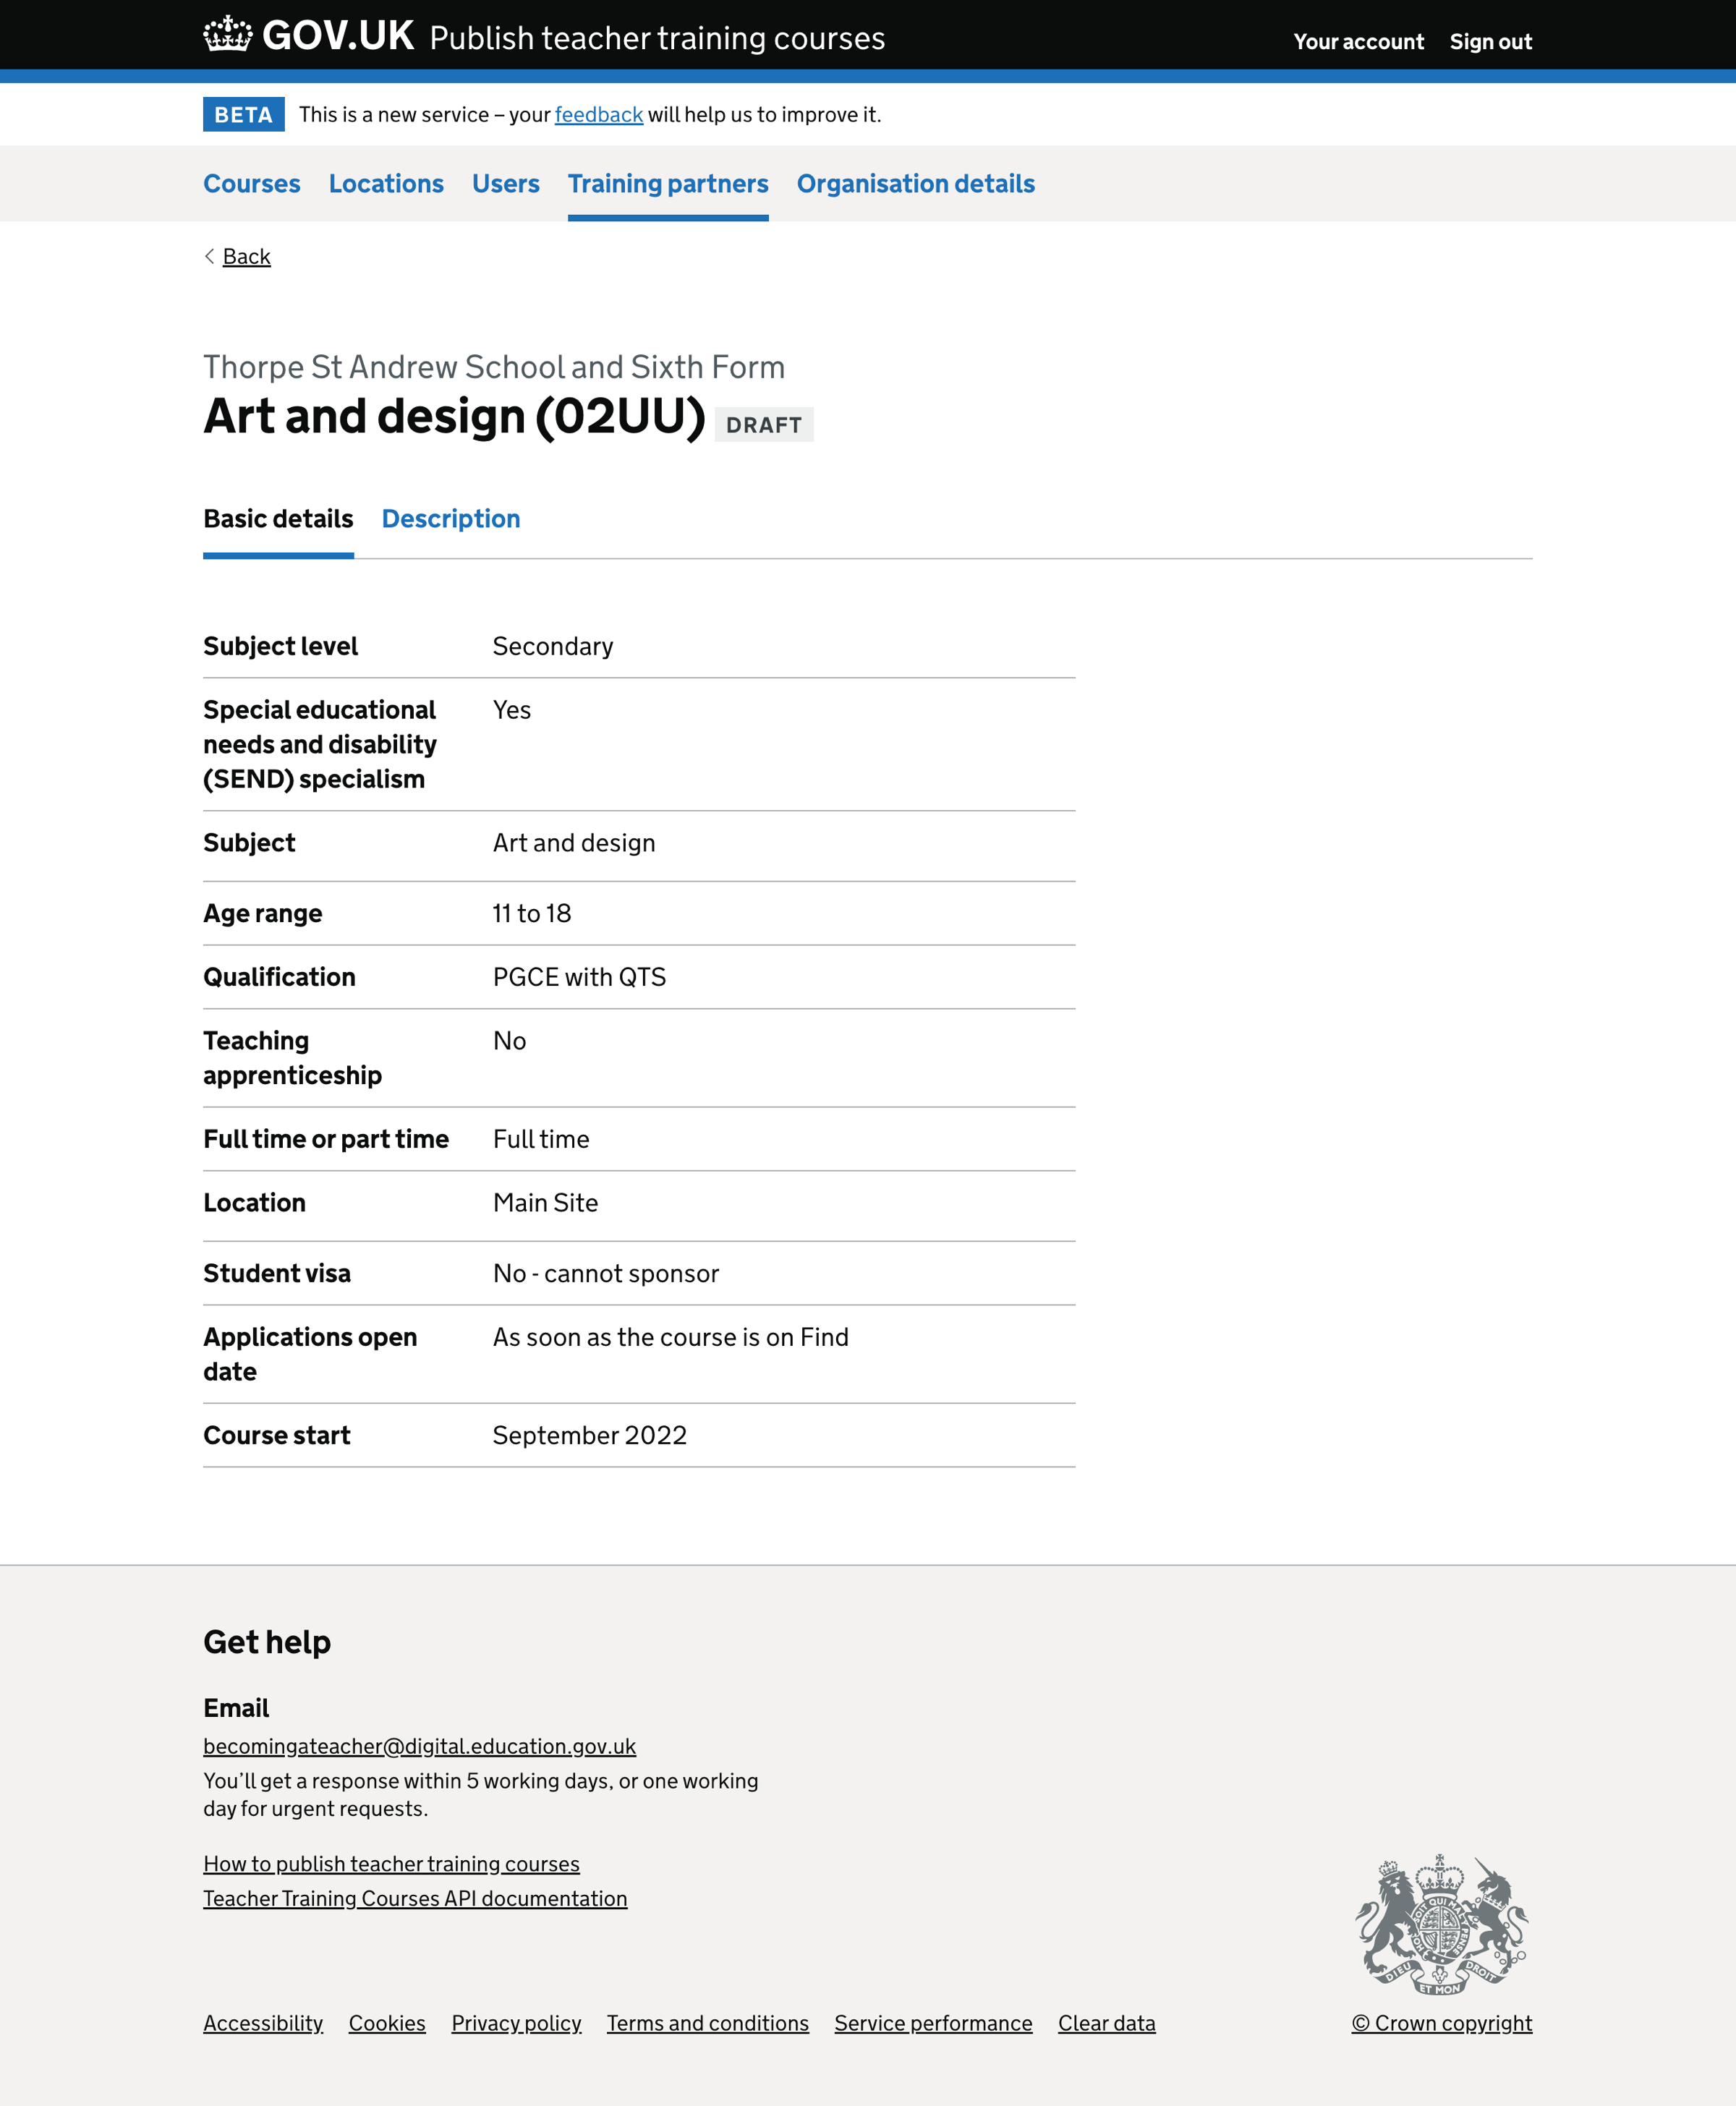 GOV.UK Publish teacher training courses
Your account Sign out
BETA This is a new service – your feedback will help us to improve it.
Courses Locations Users Training partners Organisation details
Back
Thorpe St Andrew School and Sixth Form
Art and design (02UU) DRAFT
Basic details Description
Subject level Secondary
Special educational Yes
needs and disability
(SEND) specialism
Subject Art and design
Age range 11 to 18
Qualification PGCE with QTS
Teaching No
apprenticeship
Full time or part time Full time
Location Main Site
Student visa No - cannot sponsor
Applications open As soon as the course is on Find
date
Course start September 2022
Get help
Email
becomingateacher@digital.education.gov.uk
You’ll get a response within 5 working days, or one working
day for urgent requests.
How to publish teacher training courses
Teacher Training Courses API documentation
DIEU ET MON DROIT
Accessibility Cookies Privacy policy Terms and conditions Service performance Clear data © Crown copyright